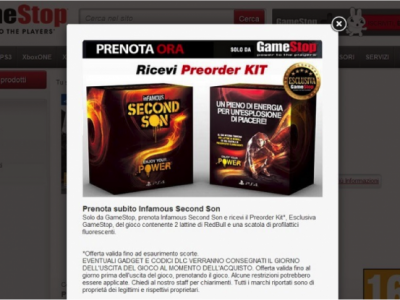 meStop
Cerca
Cerca
GameStop
TO THE PLAYERS'
PS3 XboxONE
SERVIZI
prodotti
PRENOTA ORA
SOLO DA
GameStop
Ricevi Preorder KIT
ESCLUSIVA
GameStop
inFAMOUS
SECOND
SON
ENJOY YOUR
POWER
PS4
UN PIENO DI ENERGIA
PER UN'ESPLOSIONE
DI PIACERE!
ENJOY YOUR
POWER
PS4
Prenota subito Infamous Second Son
Solo da GameStop, prenota Infamous Second Son e ricevi il Preorder Kit*, Esclusiva
GameStop, del gioco contenente 2 lattine di RedBull e una scatola di profilattici
fluorescenti.
*Offerta valida fino ad esaurimento scorte.
EVENTUALI GADGET E CODICI DLC VERRANNO CONSEGNATI IL GIORNO
DELL'USCITA DEL GIOCO AL MOMENTO DELL'ACQUISTO. Offerta valida fino al
giorno prima dell'uscita del gioco, prenotando il gioco. Alcune restrizioni potrebbero
essere applicate. Chiedi al nostro staff per chiarimenti. Tutti i marchi riportati sono di
proprietà dei legittimi e rispettivi proprietari.